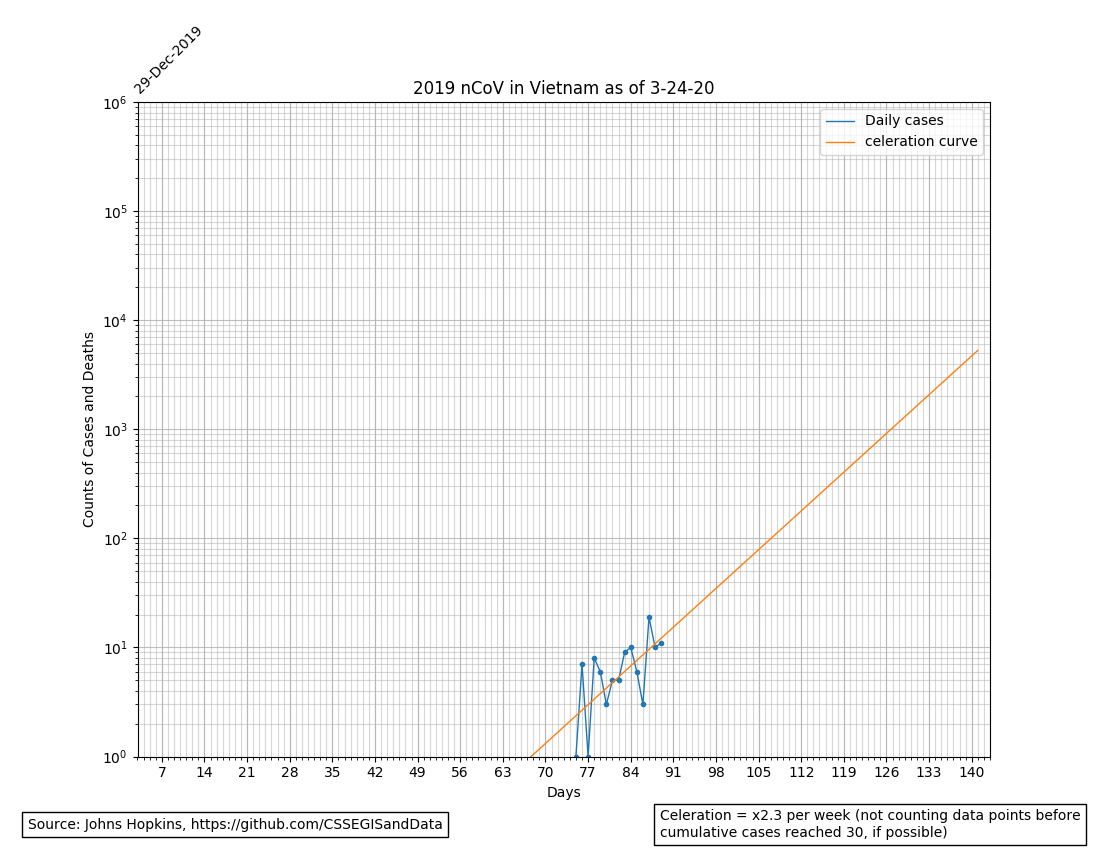 29-Dec-2019
2019 nCoV in Vietnam as of 3-24-20
Daily cases
celeration curve
10^6
10^5
10^4
10^3
10^2
10^1
10^0
Counts of Cases and Deaths
7 14 21 28 35 42 49 56 63 70 77 84 91 98 105 112 119 126 133 140
Days
Source: Johns Hopkins, https://github.com/CSSEGISandData
Celeration = x2.3 per week (not counting data points before
cumulative cases reached 30, if possible)